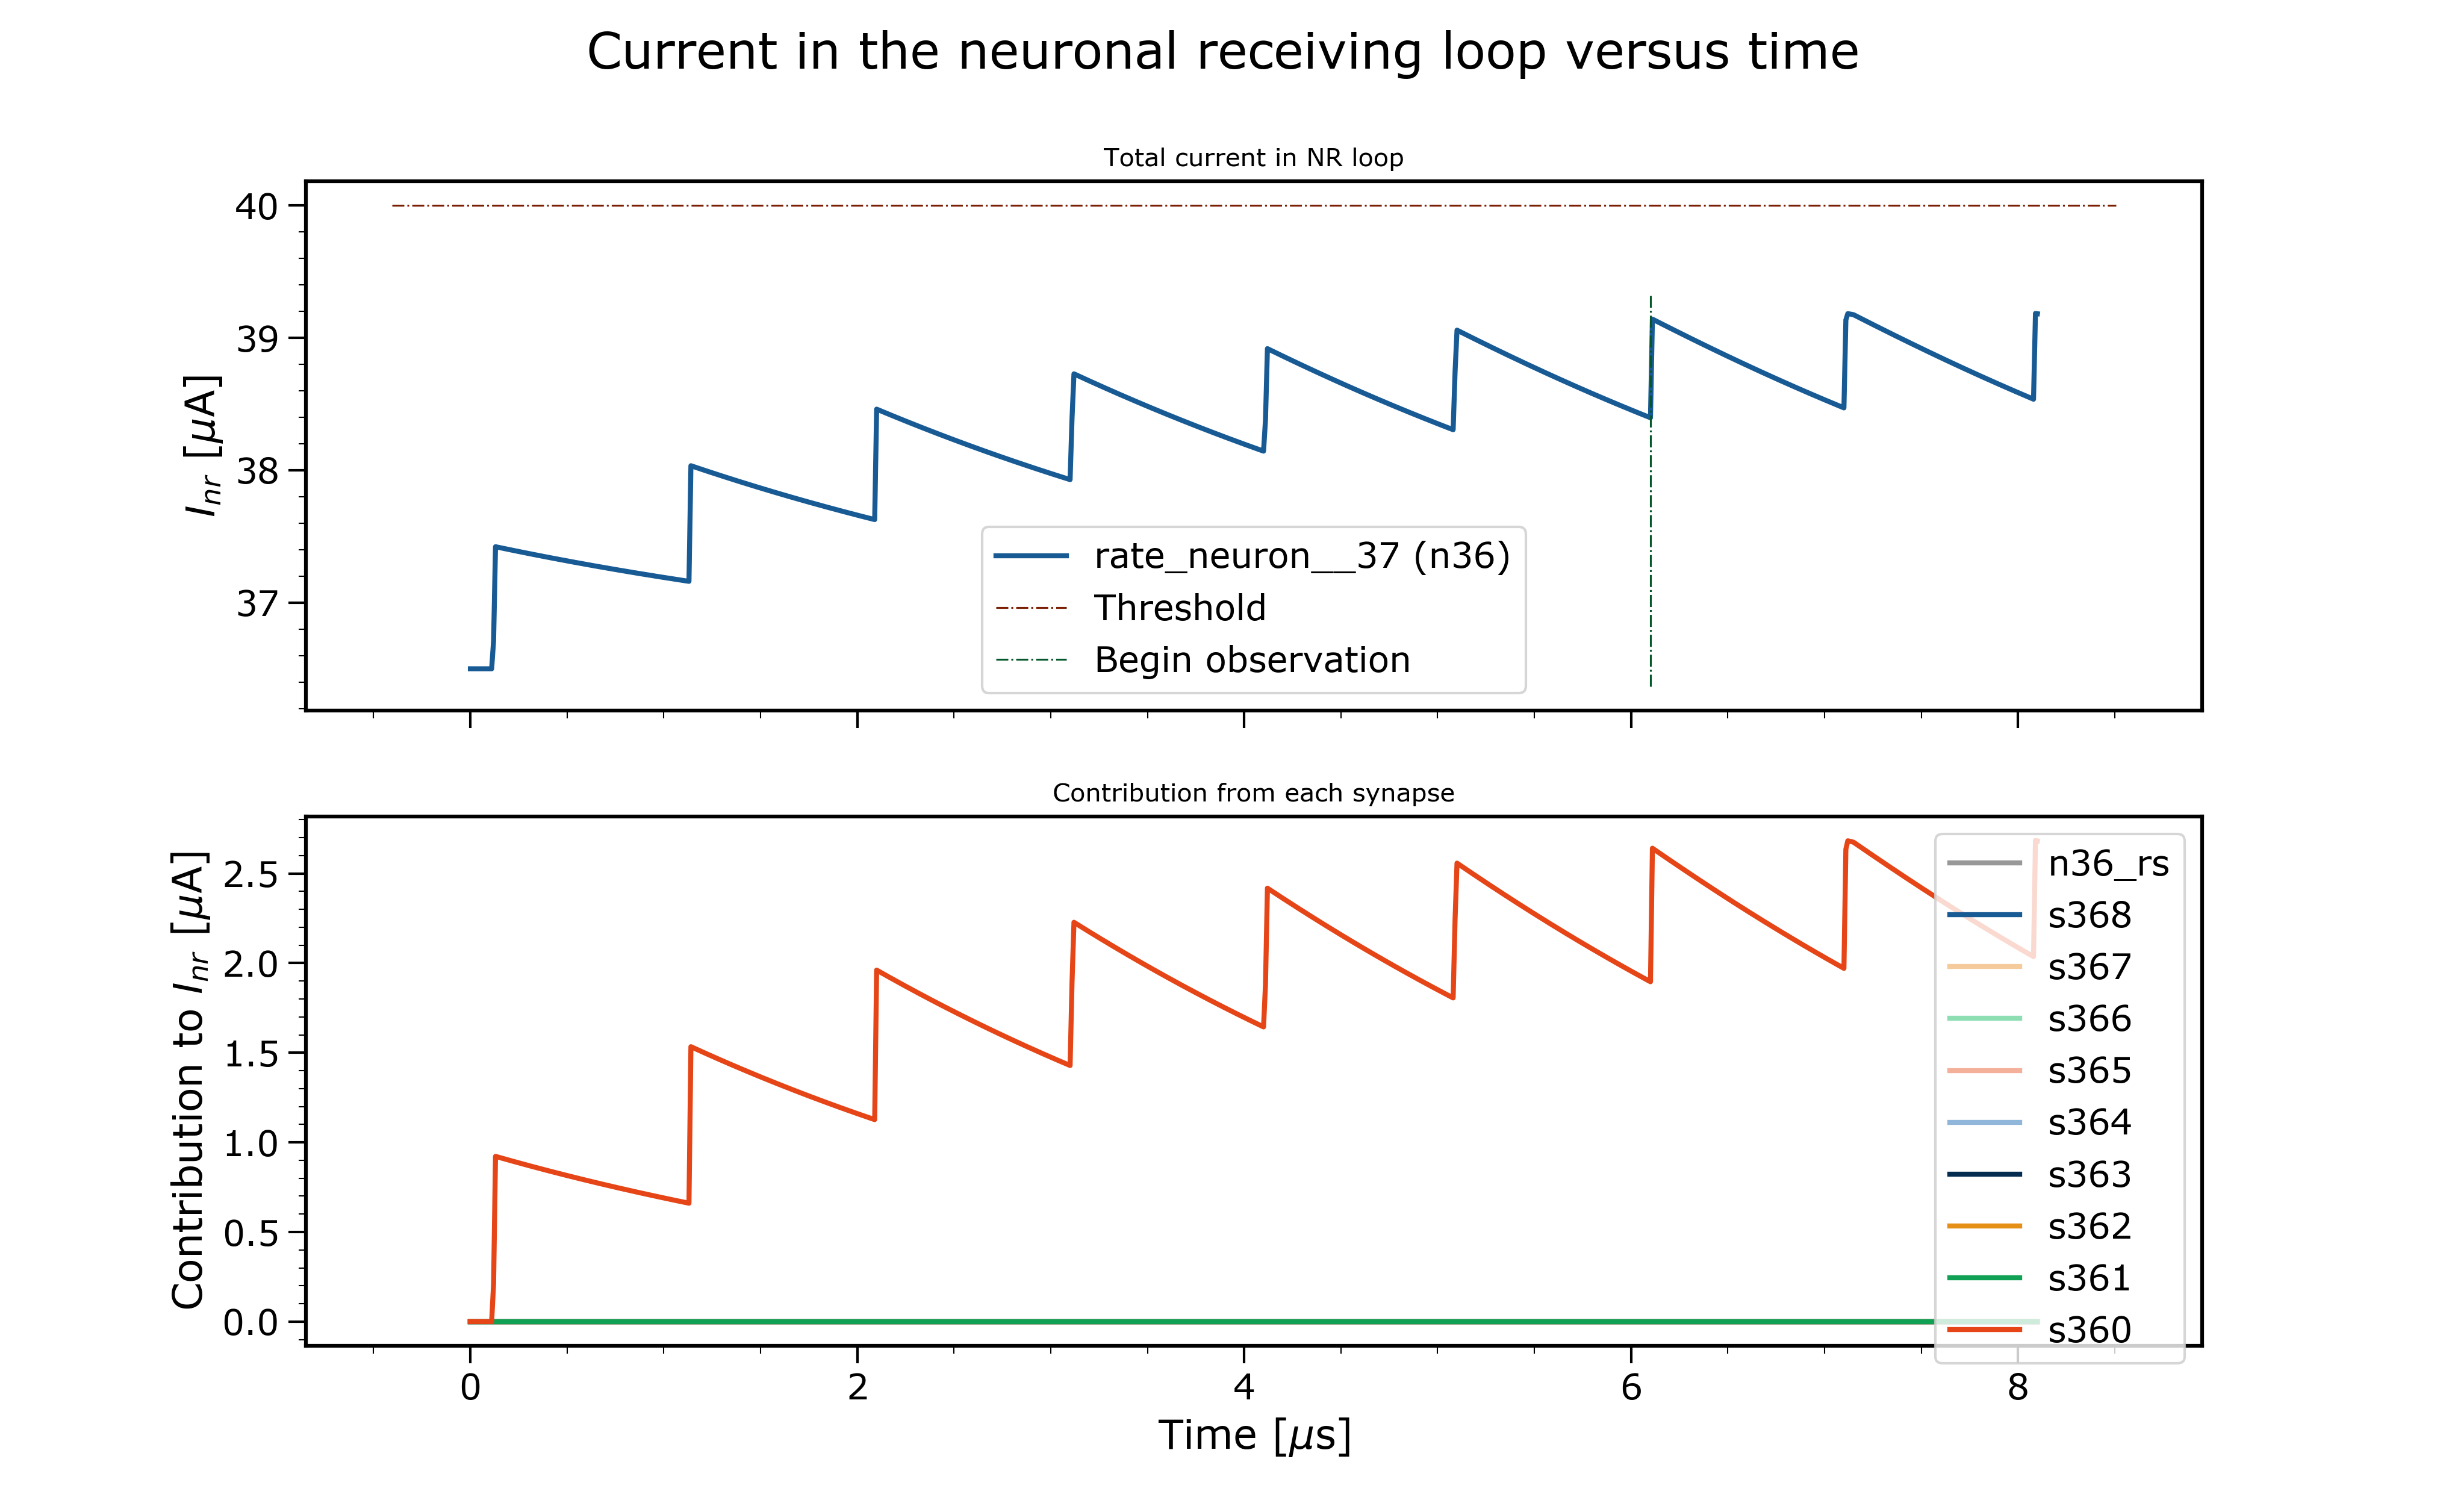 Current in the neuronal receiving loop versus time
Total current in NR loop
I_nr [μA]
40
39
38
37
rate_neuron__37 (n36)
Threshold
Begin observation
Contribution from each synapse
Contribution to I_nr [μA]
2.5
2.0
1.5
1.0
0.5
0.0
n36_rs
s368
s367
s366
s365
s364
s363
s362
s361
s360
0 2 4 6 8
Time [μs]